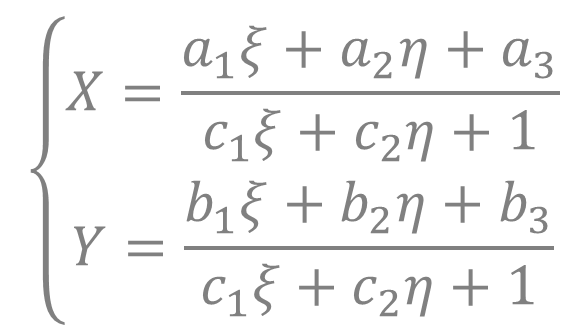 X = (a₁ξ + a₂η + a₃) / (c₁ξ + c₂η + 1)
Y = (b₁ξ + b₂η + b₃) / (c₁ξ + c₂η + 1)